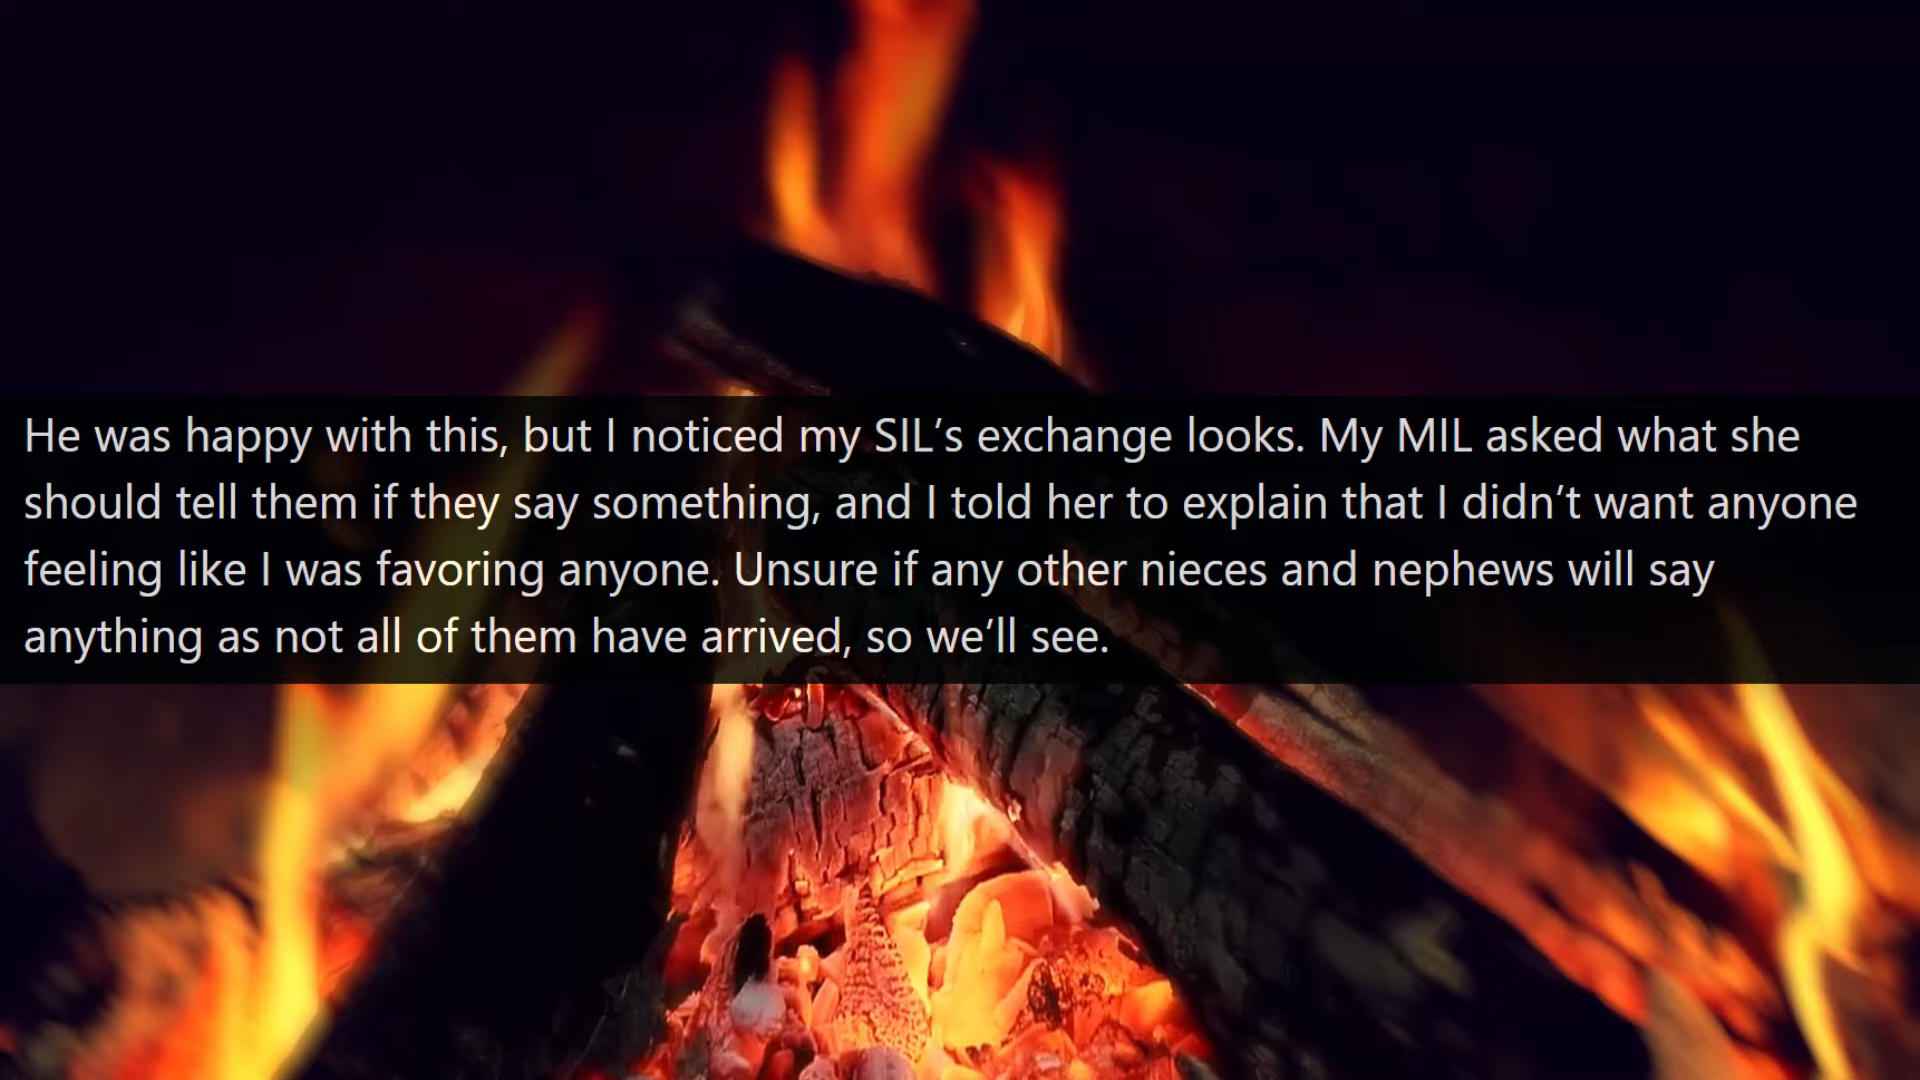 He was happy with this, but I noticed my SIL’s exchange looks. My MIL asked what she
should tell them if they say something, and I told her to explain that I didn’t want anyone
feeling like I was favoring anyone. Unsure if any other nieces and nephews will say
anything as not all of them have arrived, so we’ll see.